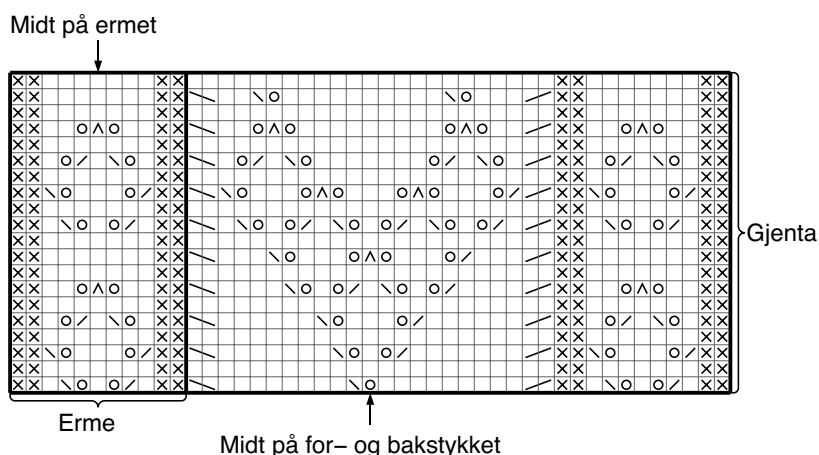 Midt på ermet
Gjenta
Erme
Midt på for– og bakstykket